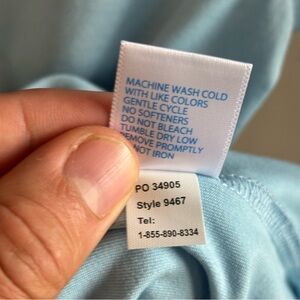 MACHINE WASH COLD
WITH LIKE COLORS
GENTLE CYCLE
NO SOFTENERS
DO NOT BLEACH
TUMBLE DRY LOW
REMOVE PROMPTLY
NOT IRON
PO 34905
Style 9467
Tel:
1-855-890-8334